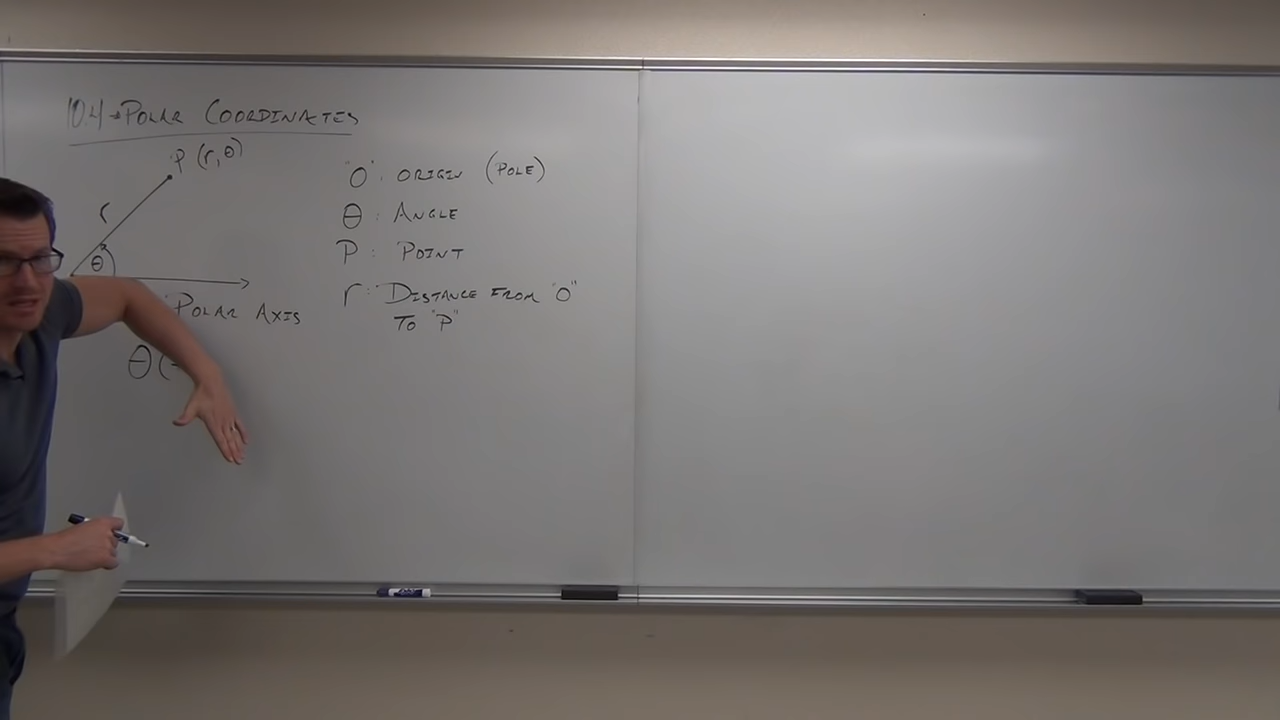 10.4 → POLAR COORDINATES
P (r, θ)
r
θ
POLAR AXIS
θ (
"O" : ORIGIN (POLE)
θ : ANGLE
P : POINT
r : DISTANCE FROM "O"
TO "P"